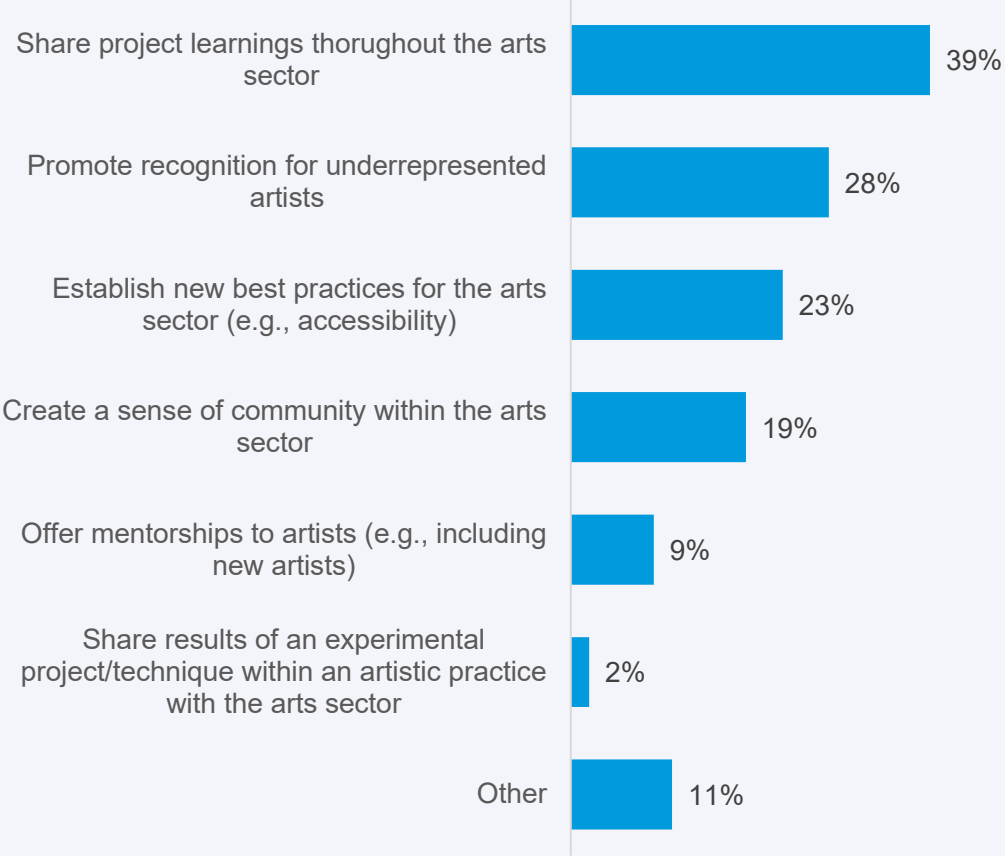 Share project learnings thorughout the arts
sector
39%
Promote recognition for underrepresented
artists
28%
Establish new best practices for the arts
sector (e.g., accessibility)
23%
Create a sense of community within the arts
sector
19%
Offer mentorships to artists (e.g., including
new artists)
9%
Share results of an experimental
project/technique within an artistic practice
with the arts sector
2%
Other
11%